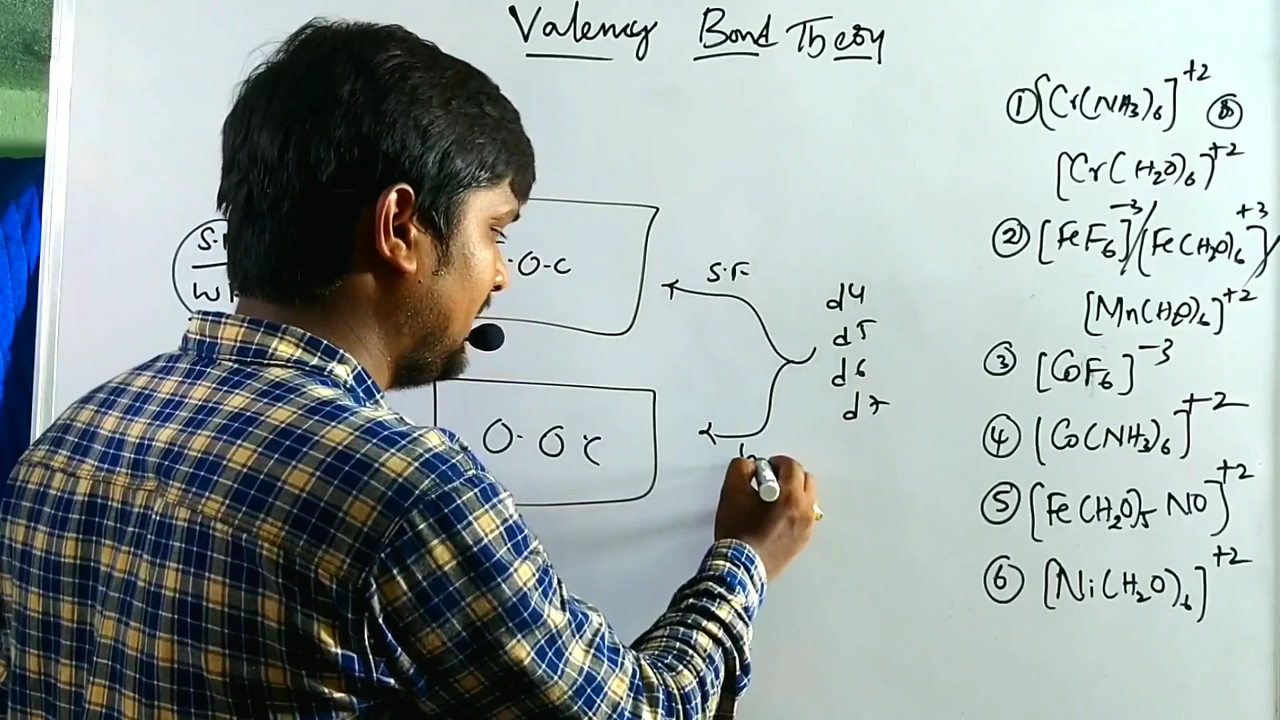 Valency Bond Theory
S.F
W
.O.C
S.F
d4
d5
d6
d7
O.O C
① [Cr(NH3)6]+2
[Cr(H2O)6]+2
② [FeF6]-3/[Fe(H2O)6]+3/
[Mn(H2O)6]+2
③ [CoF6]-3
④ [Co(NH3)6]+2
⑤ [Fe(H2O)5 NO]+2
⑥ [Ni(H2O)6]+2